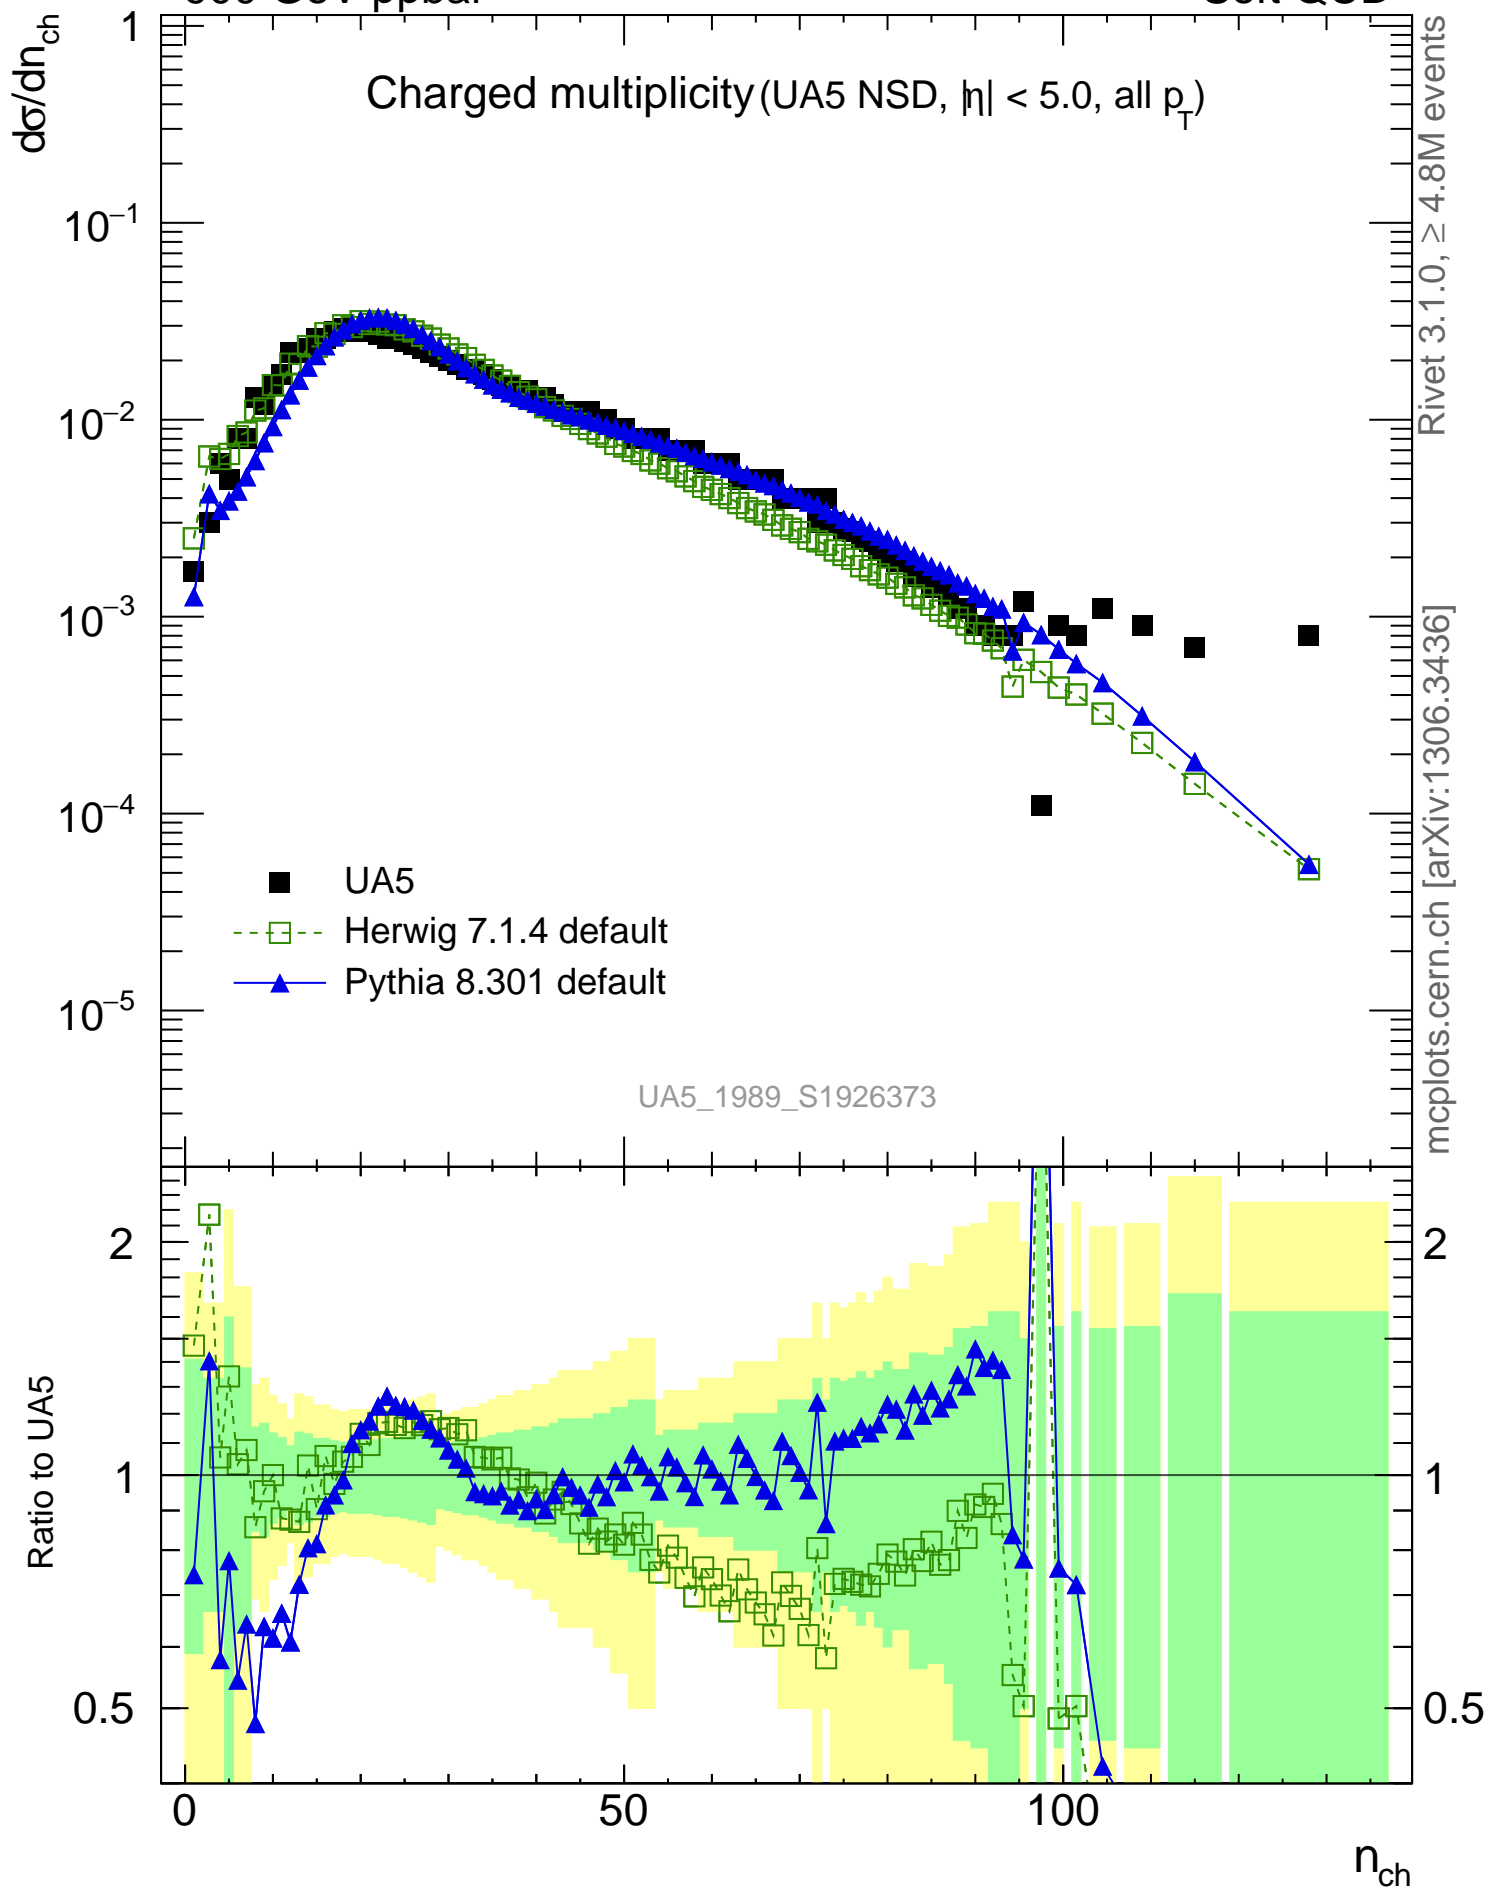 dσ/dn_ch
Charged multiplicity (UA5 NSD, |η| < 5.0, all p_T)
1
10⁻¹
10⁻²
10⁻³
10⁻⁴
10⁻⁵
UA5
Herwig 7.1.4 default
Pythia 8.301 default
UA5_1989_S1926373
Rivet 3.1.0, ≥ 4.8M events
mcplots.cern.ch [arXiv:1306.3436]
Ratio to UA5
2
1
0.5
2
1
0.5
0 50 100
n_ch